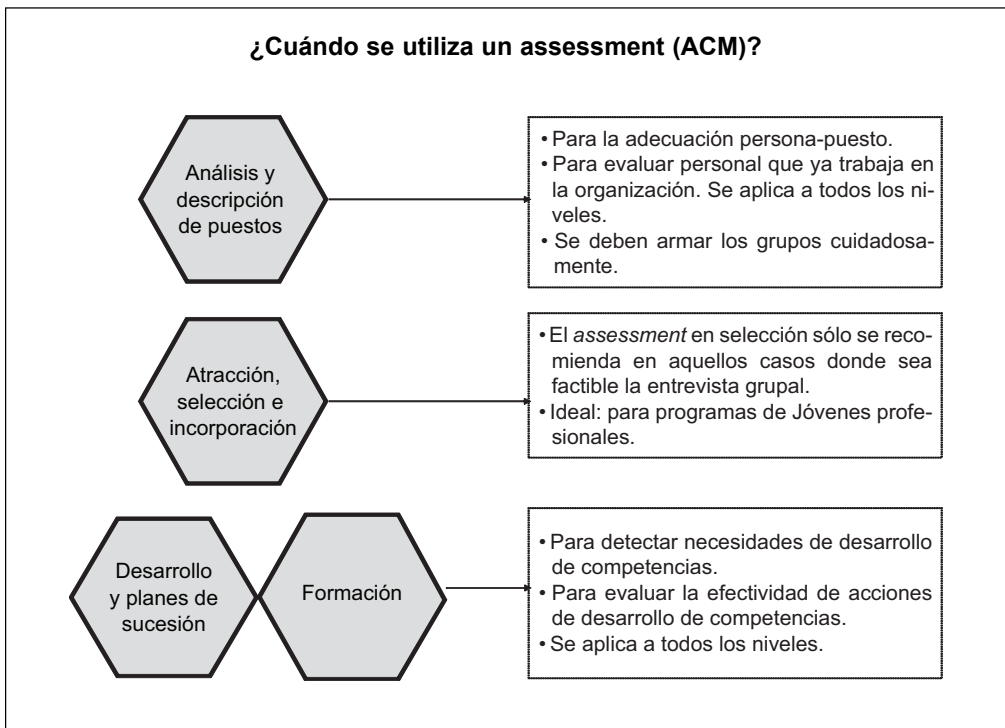 ¿Cuándo se utiliza un assessment (ACM)?
Análisis y
descripción
de puestos
• Para la adecuación persona-puesto.
• Para evaluar personal que ya trabaja en
la organización. Se aplica a todos los ni-
veles.
• Se deben armar los grupos cuidadosa-
mente.
Atracción,
selección e
incorporación
• El assessment en selección sólo se reco-
mienda en aquellos casos donde sea
factible la entrevista grupal.
• Ideal: para programas de Jóvenes profe-
sionales.
Desarrollo
y planes de
sucesión
Formación
• Para detectar necesidades de desarrollo
de competencias.
• Para evaluar la efectividad de acciones
de desarrollo de competencias.
• Se aplica a todos los niveles.